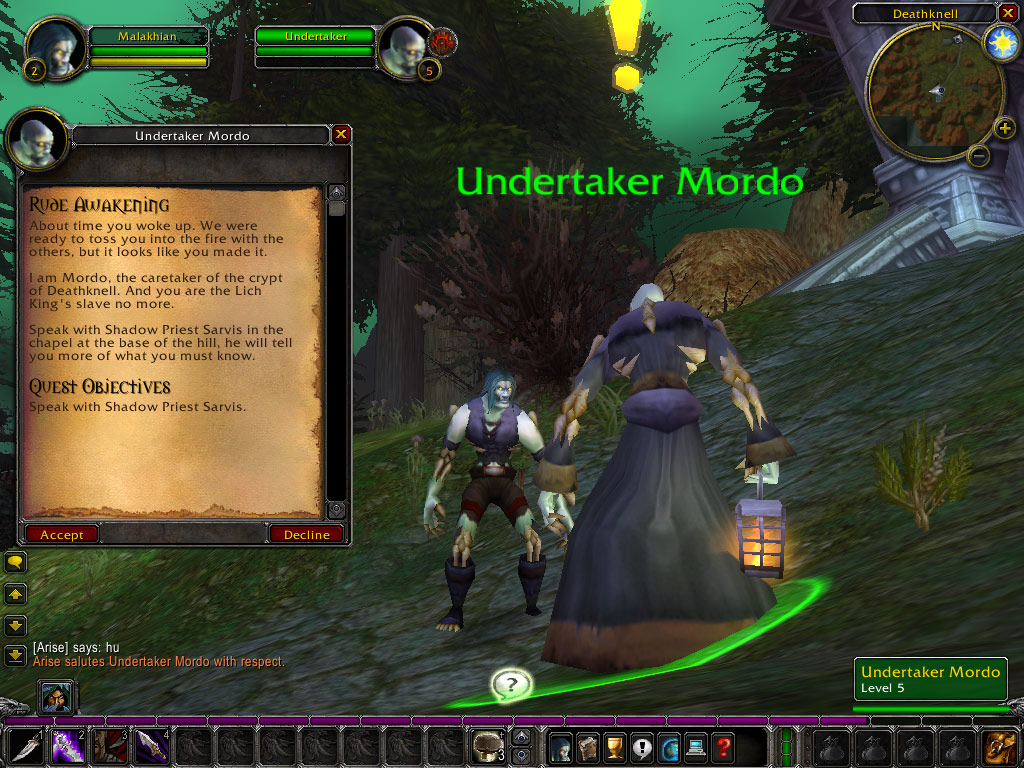 Malakhian
2
Undertaker
5
Deathknell
N
Undertaker Mordo
Undertaker Mordo
Rude Awakening
About time you woke up. We were
ready to toss you into the fire with the
others, but it looks like you made it.
I am Mordo, the caretaker of the crypt
of Deathknell. And you are the Lich
King's slave no more.
Speak with Shadow Priest Sarvis in the
chapel at the base of the hill, he will tell
you more of what you must know.
Quest Objectives
Speak with Shadow Priest Sarvis.
Accept
Decline
[Arise] says: hu
Arise salutes Undertaker Mordo with respect.
?
Undertaker Mordo
Level 5
2
3
4
3